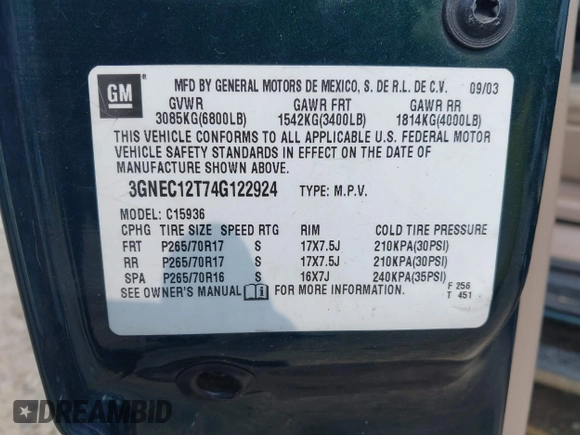 GM
MFD BY GENERAL MOTORS DE MEXICO, S. DE R.L. DE C.V. 09/03
GVWR GAWR FRT GAWR RR
3085KG(6800LB) 1542KG(3400LB) 1814KG(4000LB)
THIS VEHICLE CONFORMS TO ALL APPLICABLE U.S. FEDERAL MOTOR
VEHICLE SAFETY STANDARDS IN EFFECT ON THE DATE OF
MANUFACTURE SHOWN ABOVE.
3GNEC12T74G122924 TYPE: M.P.V.
MODEL: C15936
CPHG TIRE SIZE SPEED RTG RIM COLD TIRE PRESSURE
FRT P265/70R17 S 17X7.5J 210KPA(30PSI)
RR P265/70R17 S 17X7.5J 210KPA(30PSI)
SPA P265/70R16 S 16X7J 240KPA(35PSI)
SEE OWNER'S MANUAL FOR MORE INFORMATION.
F 256
T 451
DREAMBID